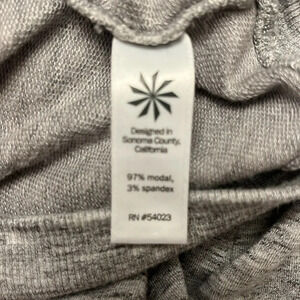 Designed in
Sonoma County,
California
97% modal,
3% spandex
RN #54023